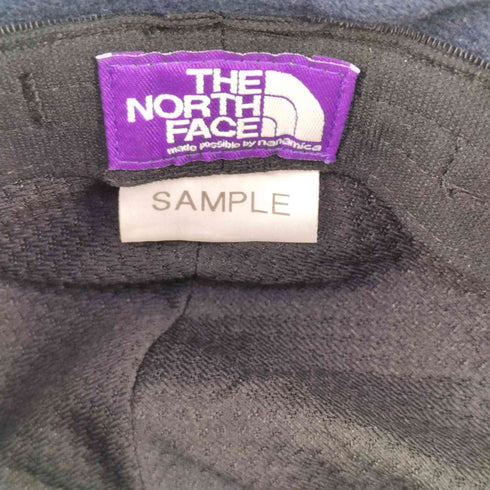 THE
NORTH
FACE
made possible by nanamica
SAMPLE